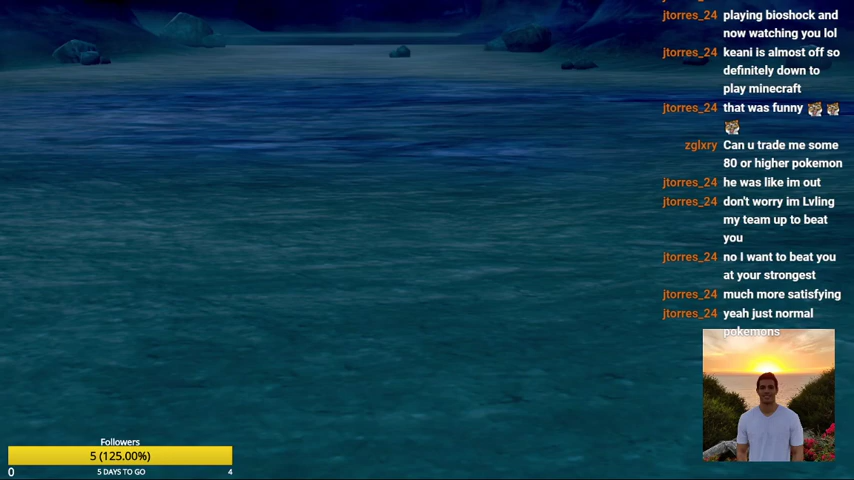 jtorres_24 playing bioshock and
now watching you lol
jtorres_24 keani is almost off so
definitely down to
play minecraft
jtorres_24 that was funny
zglxry Can u trade me some
80 or higher pokemon
jtorres_24 he was like im out
jtorres_24 don't worry im Lvling
my team up to beat
you
jtorres_24 no I want to beat you
at your strongest
jtorres_24 much more satisfying
jtorres_24 yeah just normal
pokemons
Followers
5 (125.00%)
0 5 DAYS TO GO 4